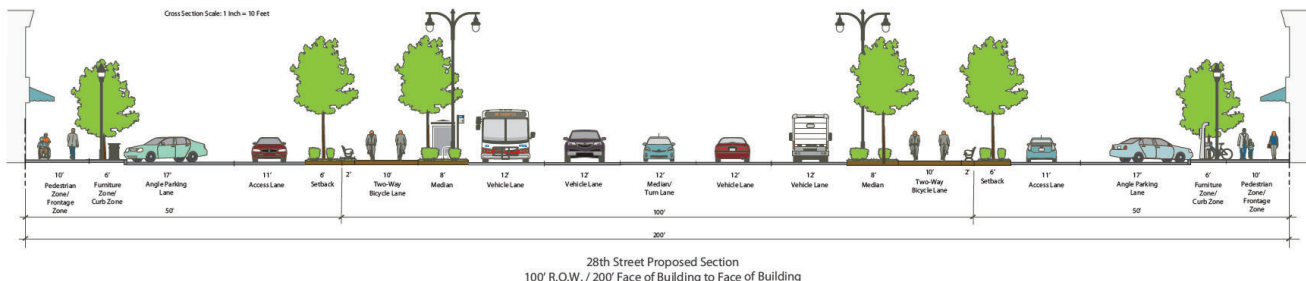 Cross Section Scale: 1 Inch = 10 Feet
10' 6' 17' 11' 6' 2' 10' 8' 12' 12' 12' 12' 12' 8' 10' 2' 6' 11' 17' 6' 10'
Pedestrian Zone/ Frontage Zone
Furniture Zone/ Curb Zone
Angle Parking Lane
Access Lane
Setback
Two-Way Bicycle Lane
Median
Vehicle Lane
Vehicle Lane
Median/ Turn Lane
Vehicle Lane
Vehicle Lane
Median
Two-Way Bicycle Lane
Setback
Access Lane
Angle Parking Lane
Furniture Zone/ Curb Zone
Pedestrian Zone/ Frontage Zone
50' 100' 50'
200'
28th Street Proposed Section
100' R.O.W. / 200' Face of Building to Face of Building